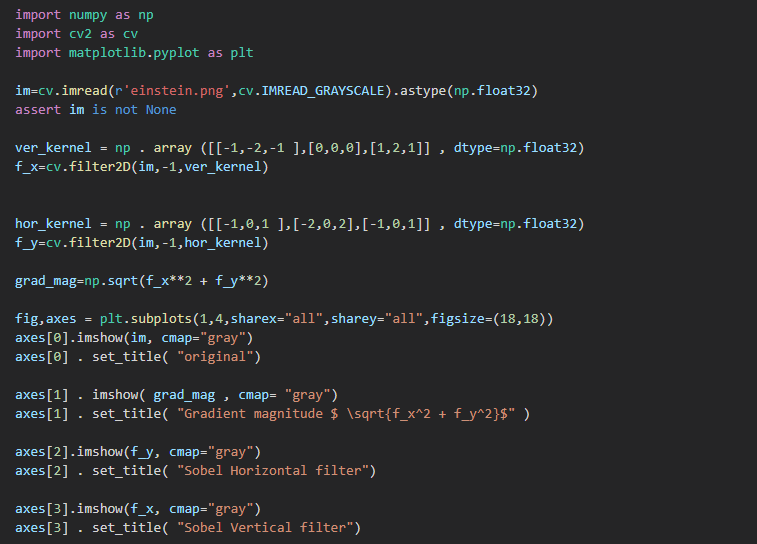 import numpy as np
import cv2 as cv
import matplotlib.pyplot as plt
im=cv.imread(r'einstein.png',cv.IMREAD_GRAYSCALE).astype(np.float32)
assert im is not None
ver_kernel = np . array ([[-1,-2,-1 ],[0,0,0],[1,2,1]] , dtype=np.float32)
f_x=cv.filter2D(im,-1,ver_kernel)
hor_kernel = np . array ([[-1,0,1 ],[-2,0,2],[-1,0,1]] , dtype=np.float32)
f_y=cv.filter2D(im,-1,hor_kernel)
grad_mag=np.sqrt(f_x**2 + f_y**2)
fig,axes = plt.subplots(1,4,sharex="all",sharey="all",figsize=(18,18))
axes[0].imshow(im, cmap="gray")
axes[0] . set_title( "original")
axes[1] . imshow( grad_mag , cmap= "gray")
axes[1] . set_title( "Gradient magnitude $ \sqrt{f_x^2 + f_y^2}$" )
axes[2].imshow(f_y, cmap="gray")
axes[2] . set_title( "Sobel Horizontal filter")
axes[3].imshow(f_x, cmap="gray")
axes[3] . set_title( "Sobel Vertical filter")